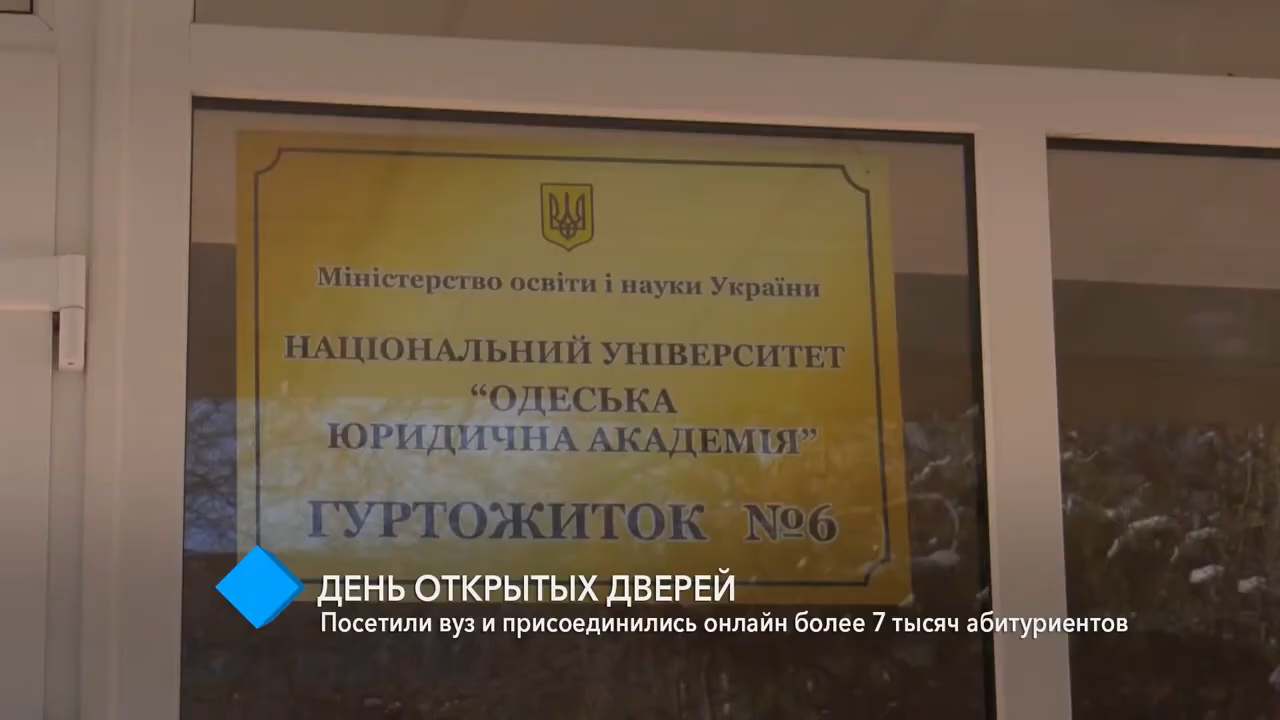 Міністерство освіти і науки України
НАЦІОНАЛЬНИЙ УНІВЕРСИТЕТ
“ОДЕСЬКА
ЮРИДИЧНА АКАДЕМІЯ”
ГУРТОЖИТОК №6
ДЕНЬ ОТКРЫТЫХ ДВЕРЕЙ
Посетили вуз и присоединились онлайн более 7 тысяч абитуриентов